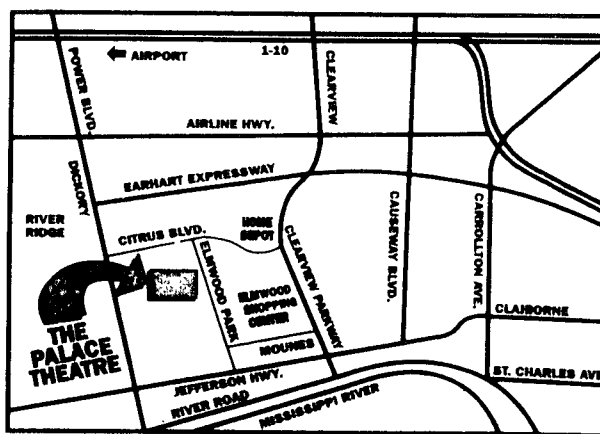 AIRPORT
1-10
POWER BLVD.
CLEARVIEW
AIRLINE HWY.
EARHART EXPRESSWAY
DICKORY
RIVER
RIDGE
CITRUS BLVD.
HOME
DEPOT
ELMWOOD PARK
ELMWOOD
SHOPPING
CENTER
CLEARVIEW PARKWAY
CAUSEWAY BLVD.
CARROLLTON AVE.
CLAIBORNE
THE
PALACE
THEATRE
MOUNES
JEFFERSON HWY.
RIVER ROAD
MISSISSIPPI RIVER
ST. CHARLES AVE